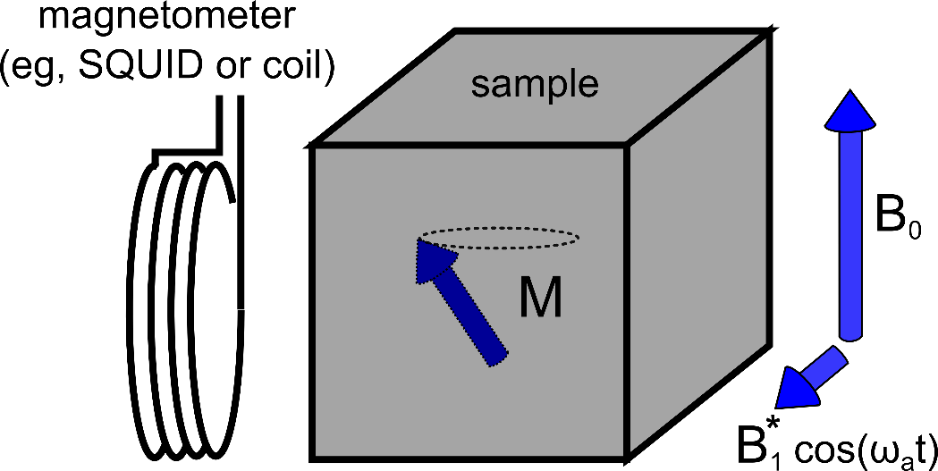 magnetometer
(eg, SQUID or coil)
sample
B₀
M
B₁* cos(ωₐt)